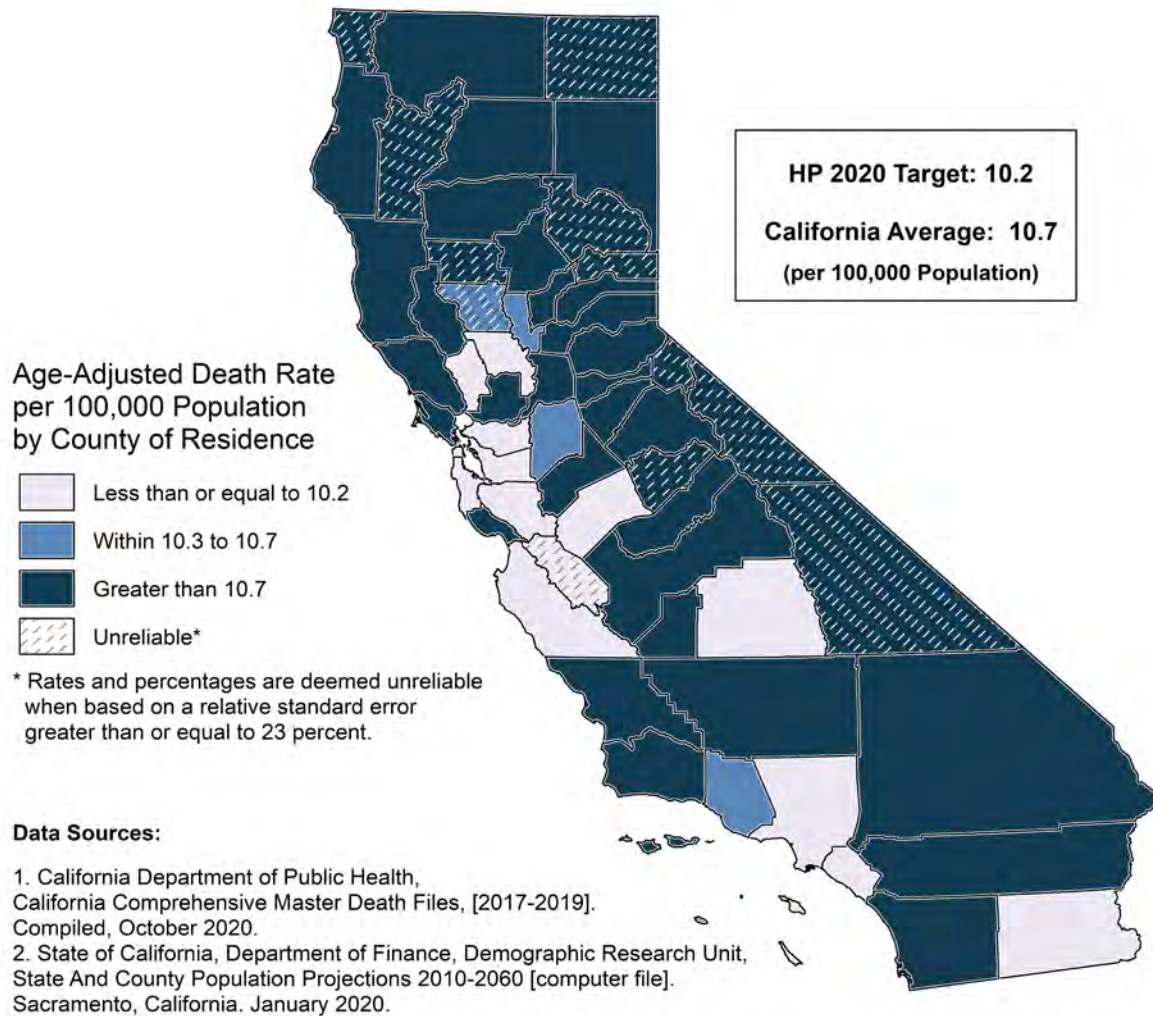 HP 2020 Target: 10.2
California Average: 10.7
(per 100,000 Population)
Age-Adjusted Death Rate
per 100,000 Population
by County of Residence
Less than or equal to 10.2
Within 10.3 to 10.7
Greater than 10.7
Unreliable*
* Rates and percentages are deemed unreliable
when based on a relative standard error
greater than or equal to 23 percent.
Data Sources:
1. California Department of Public Health,
California Comprehensive Master Death Files, [2017-2019].
Compiled, October 2020.
2. State of California, Department of Finance, Demographic Research Unit,
State And County Population Projections 2010-2060 [computer file].
Sacramento, California. January 2020.